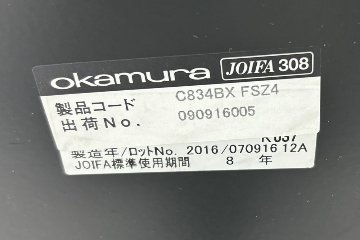 okamura JOIFA 308
製品コード C834BX FSZ4
出荷No. 090916005
製造年/ロットNo. 2016/070916 12A
JOIFA標準使用期間 8 年